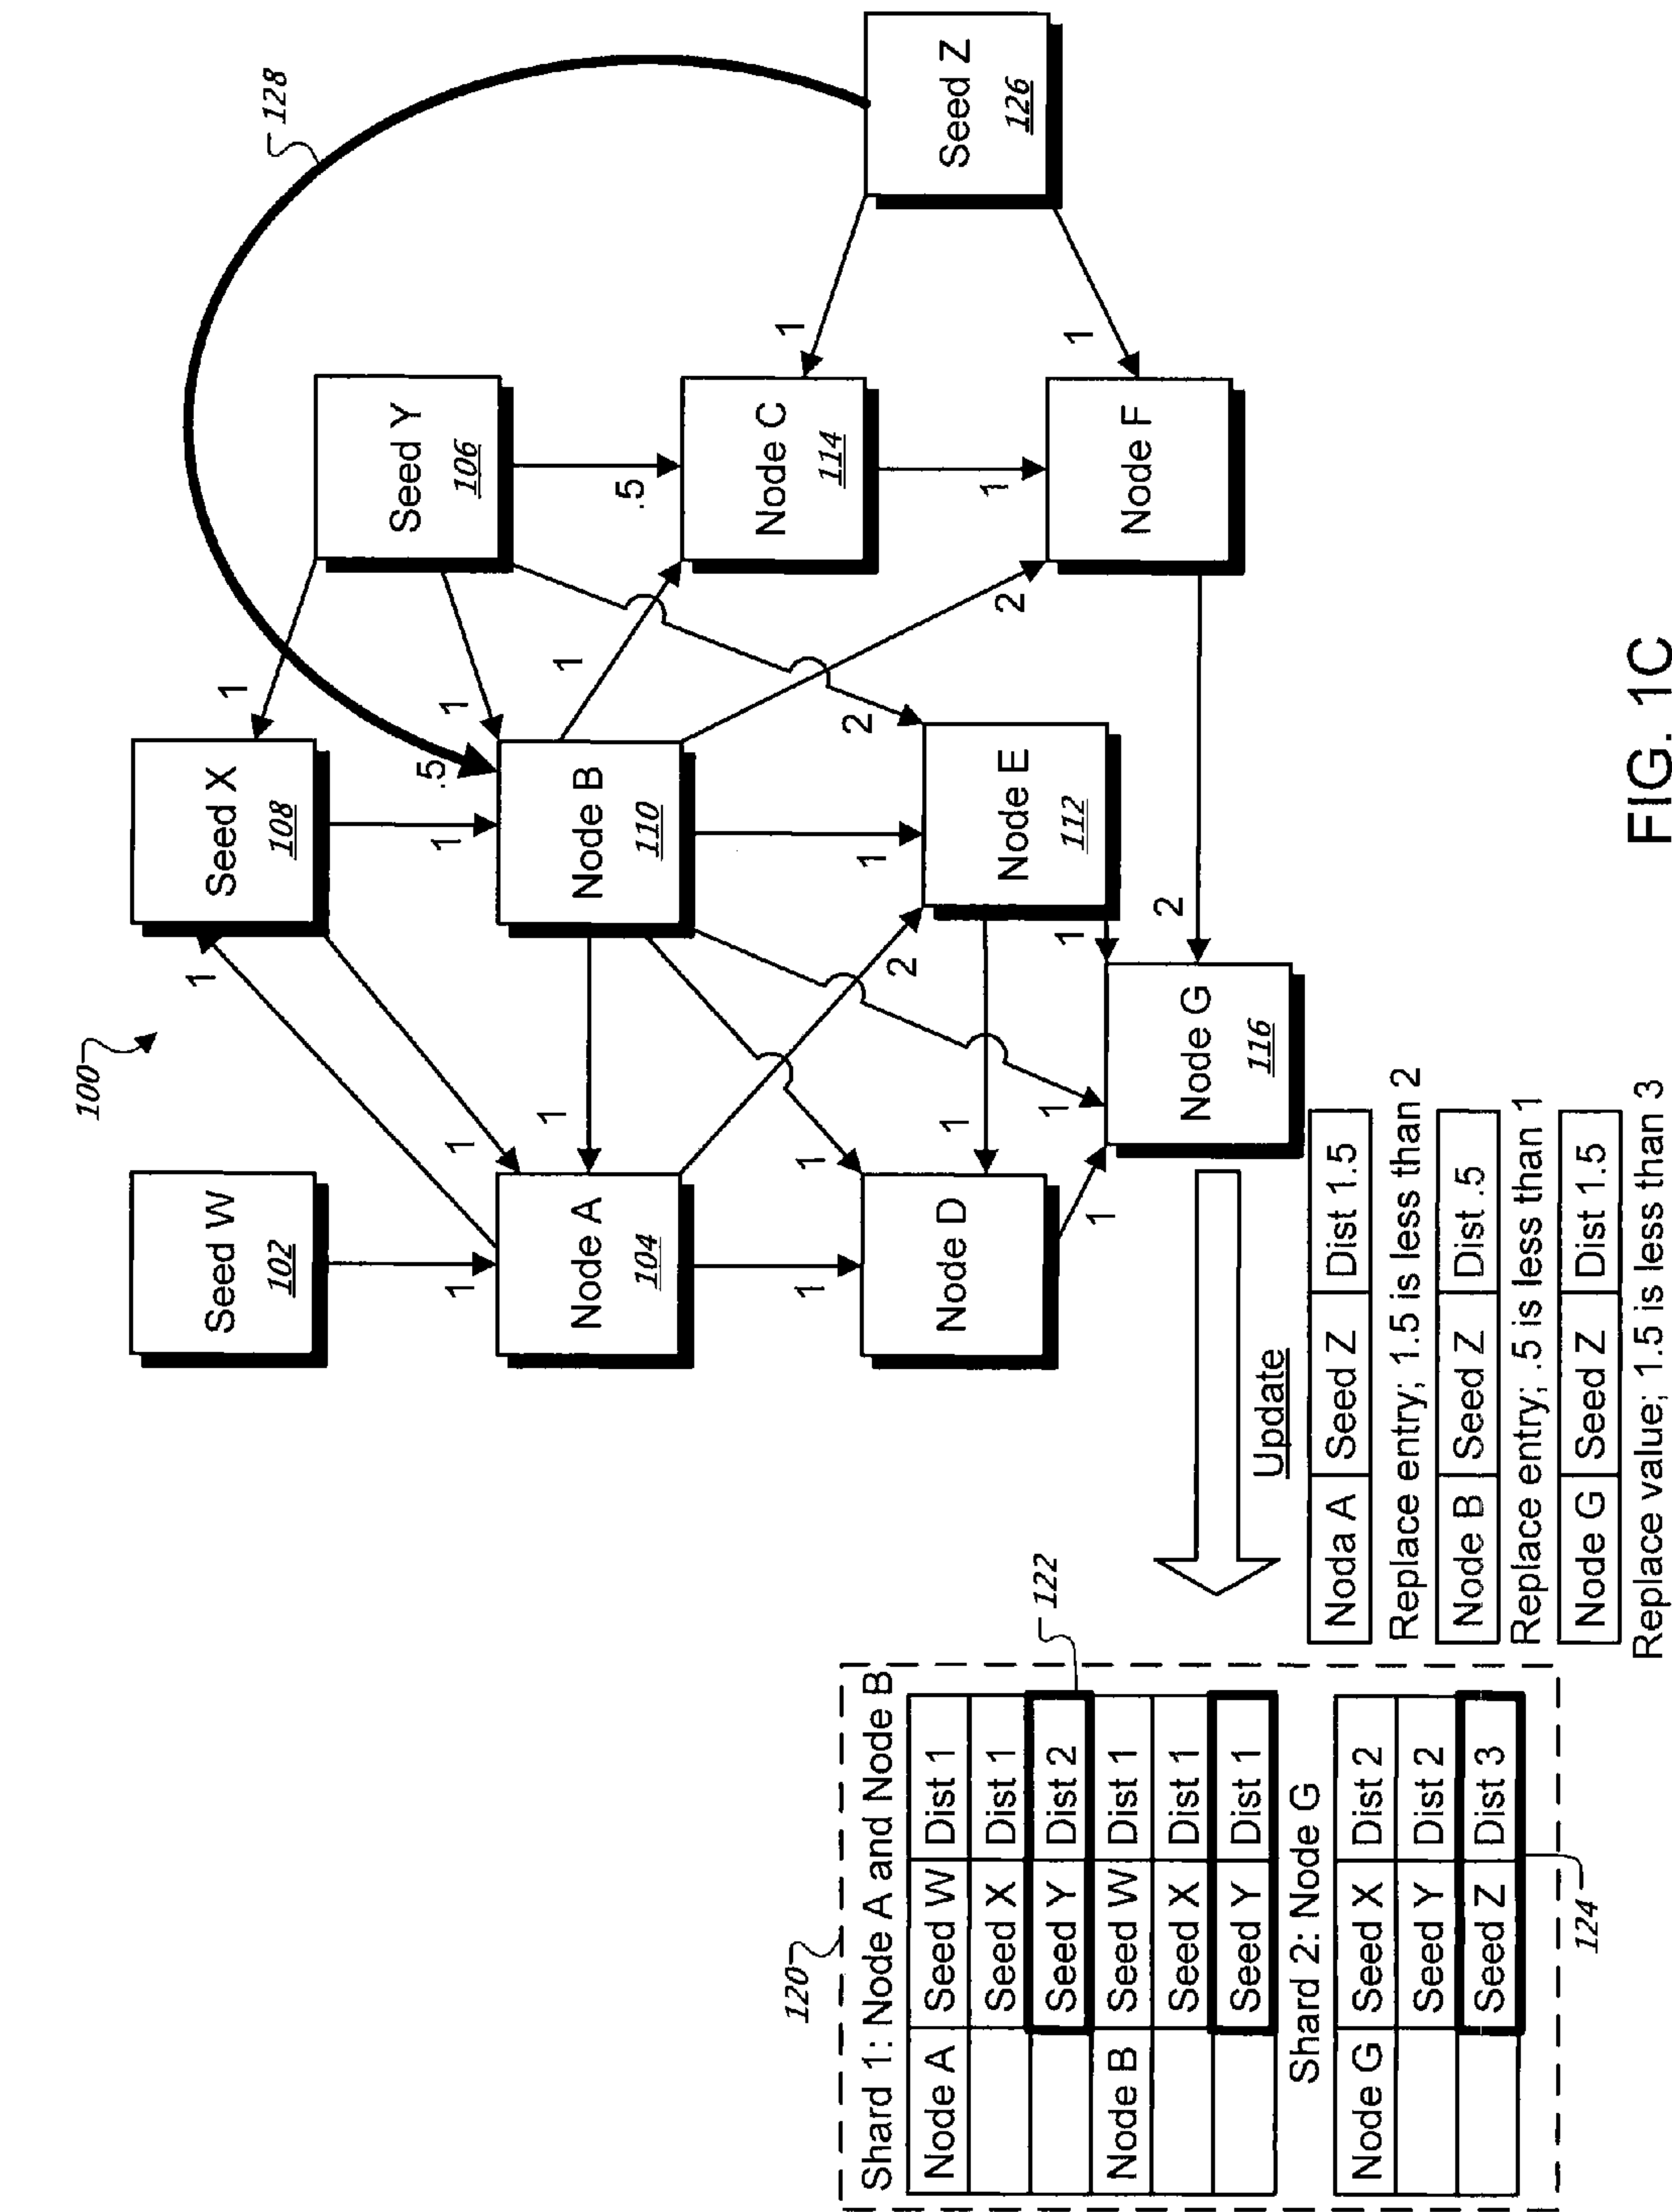 100
128
Seed W
102
Seed X
108
Seed Y
106
Seed Z
126
Node A
104
Node B
110
Node C
114
Node D
Node E
112
Node F
Node G
116
1
1
1
1
1
1
.5
1
.5
1
1
1
2
1
1
2
1
2
1
1
1
1
1
1
2
1
120
Shard 1: Node A and Node B
Node A Seed W Dist 1
Seed X Dist 1
Seed Y Dist 2
Node B Seed W Dist 1
Seed X Dist 1
Seed Y Dist 1
122
Shard 2: Node G
Node G Seed X Dist 2
Seed Y Dist 2
Seed Z Dist 3
124
Update
Noda A Seed Z Dist 1.5
Replace entry; 1.5 is less than 2
Node B Seed Z Dist .5
Replace entry; .5 is less than 1
Node G Seed Z Dist 1.5
Replace value; 1.5 is less than 3
FIG. 1C